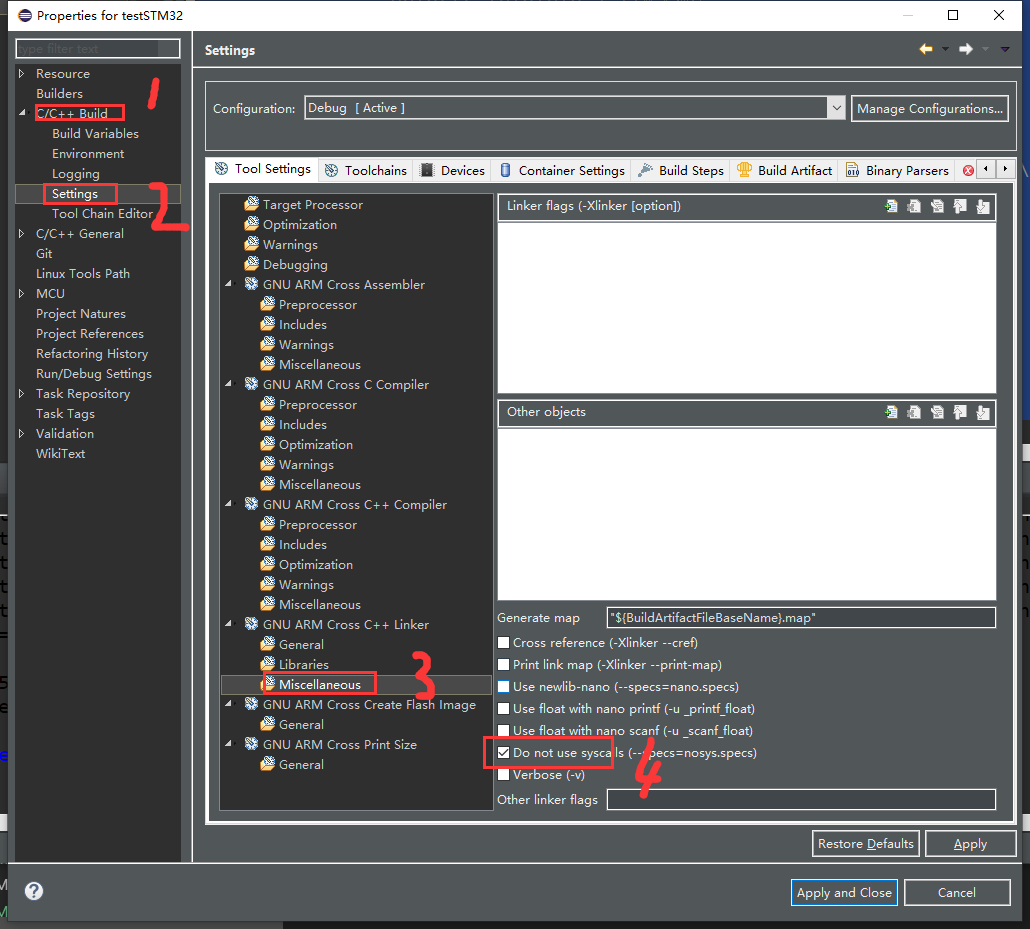 Properties for testSTM32
type filter text
Settings
Resource
Builders
1
C/C++ Build
Build Variables
Environment
Logging
Settings
2
Tool Chain Editor
C/C++ General
Git
Linux Tools Path
MCU
Project Natures
Project References
Refactoring History
Run/Debug Settings
Task Repository
Task Tags
Validation
WikiText
Configuration:
Debug [ Active ]
Manage Configurations...
Tool Settings
Toolchains
Devices
Container Settings
Build Steps
Build Artifact
Binary Parsers
Target Processor
Optimization
Warnings
Debugging
GNU ARM Cross Assembler
Preprocessor
Includes
Warnings
Miscellaneous
GNU ARM Cross C Compiler
Preprocessor
Includes
Optimization
Warnings
Miscellaneous
GNU ARM Cross C++ Compiler
Preprocessor
Includes
Optimization
Warnings
Miscellaneous
GNU ARM Cross C++ Linker
General
Libraries
Miscellaneous
3
GNU ARM Cross Create Flash Image
General
GNU ARM Cross Print Size
General
Linker flags (-Xlinker [option])
Other objects
Generate map
"${BuildArtifactFileBaseName}.map"
Cross reference (-Xlinker --cref)
Print link map (-Xlinker --print-map)
Use newlib-nano (--specs=nano.specs)
Use float with nano printf (-u _printf_float)
Use float with nano scanf (-u _scanf_float)
Do not use syscalls (--specs=nosys.specs)
4
Verbose (-v)
Other linker flags
Restore Defaults
Apply
Apply and Close
Cancel